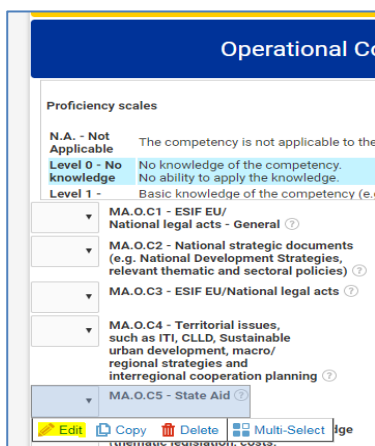 Operational Co
Proficiency scales
N.A. - Not
Applicable
The competency is not applicable to the
Level 0 - No
knowledge
No knowledge of the competency.
No ability to apply the knowledge.
Level 1 -
Basic knowledge of the competency (e.g
MA.O.C1 - ESIF EU/
National legal acts - General ?
MA.O.C2 - National strategic documents
(e.g. National Development Strategies,
relevant thematic and sectoral policies) ?
MA.O.C3 - ESIF EU/National legal acts ?
MA.O.C4 - Territorial issues,
such as ITI, CLLD, Sustainable
urban development, macro/
regional strategies and
interregional cooperation planning ?
MA.O.C5 - State Aid ?
Edit Copy Delete Multi-Select
dge
(thematic legislation, costs,